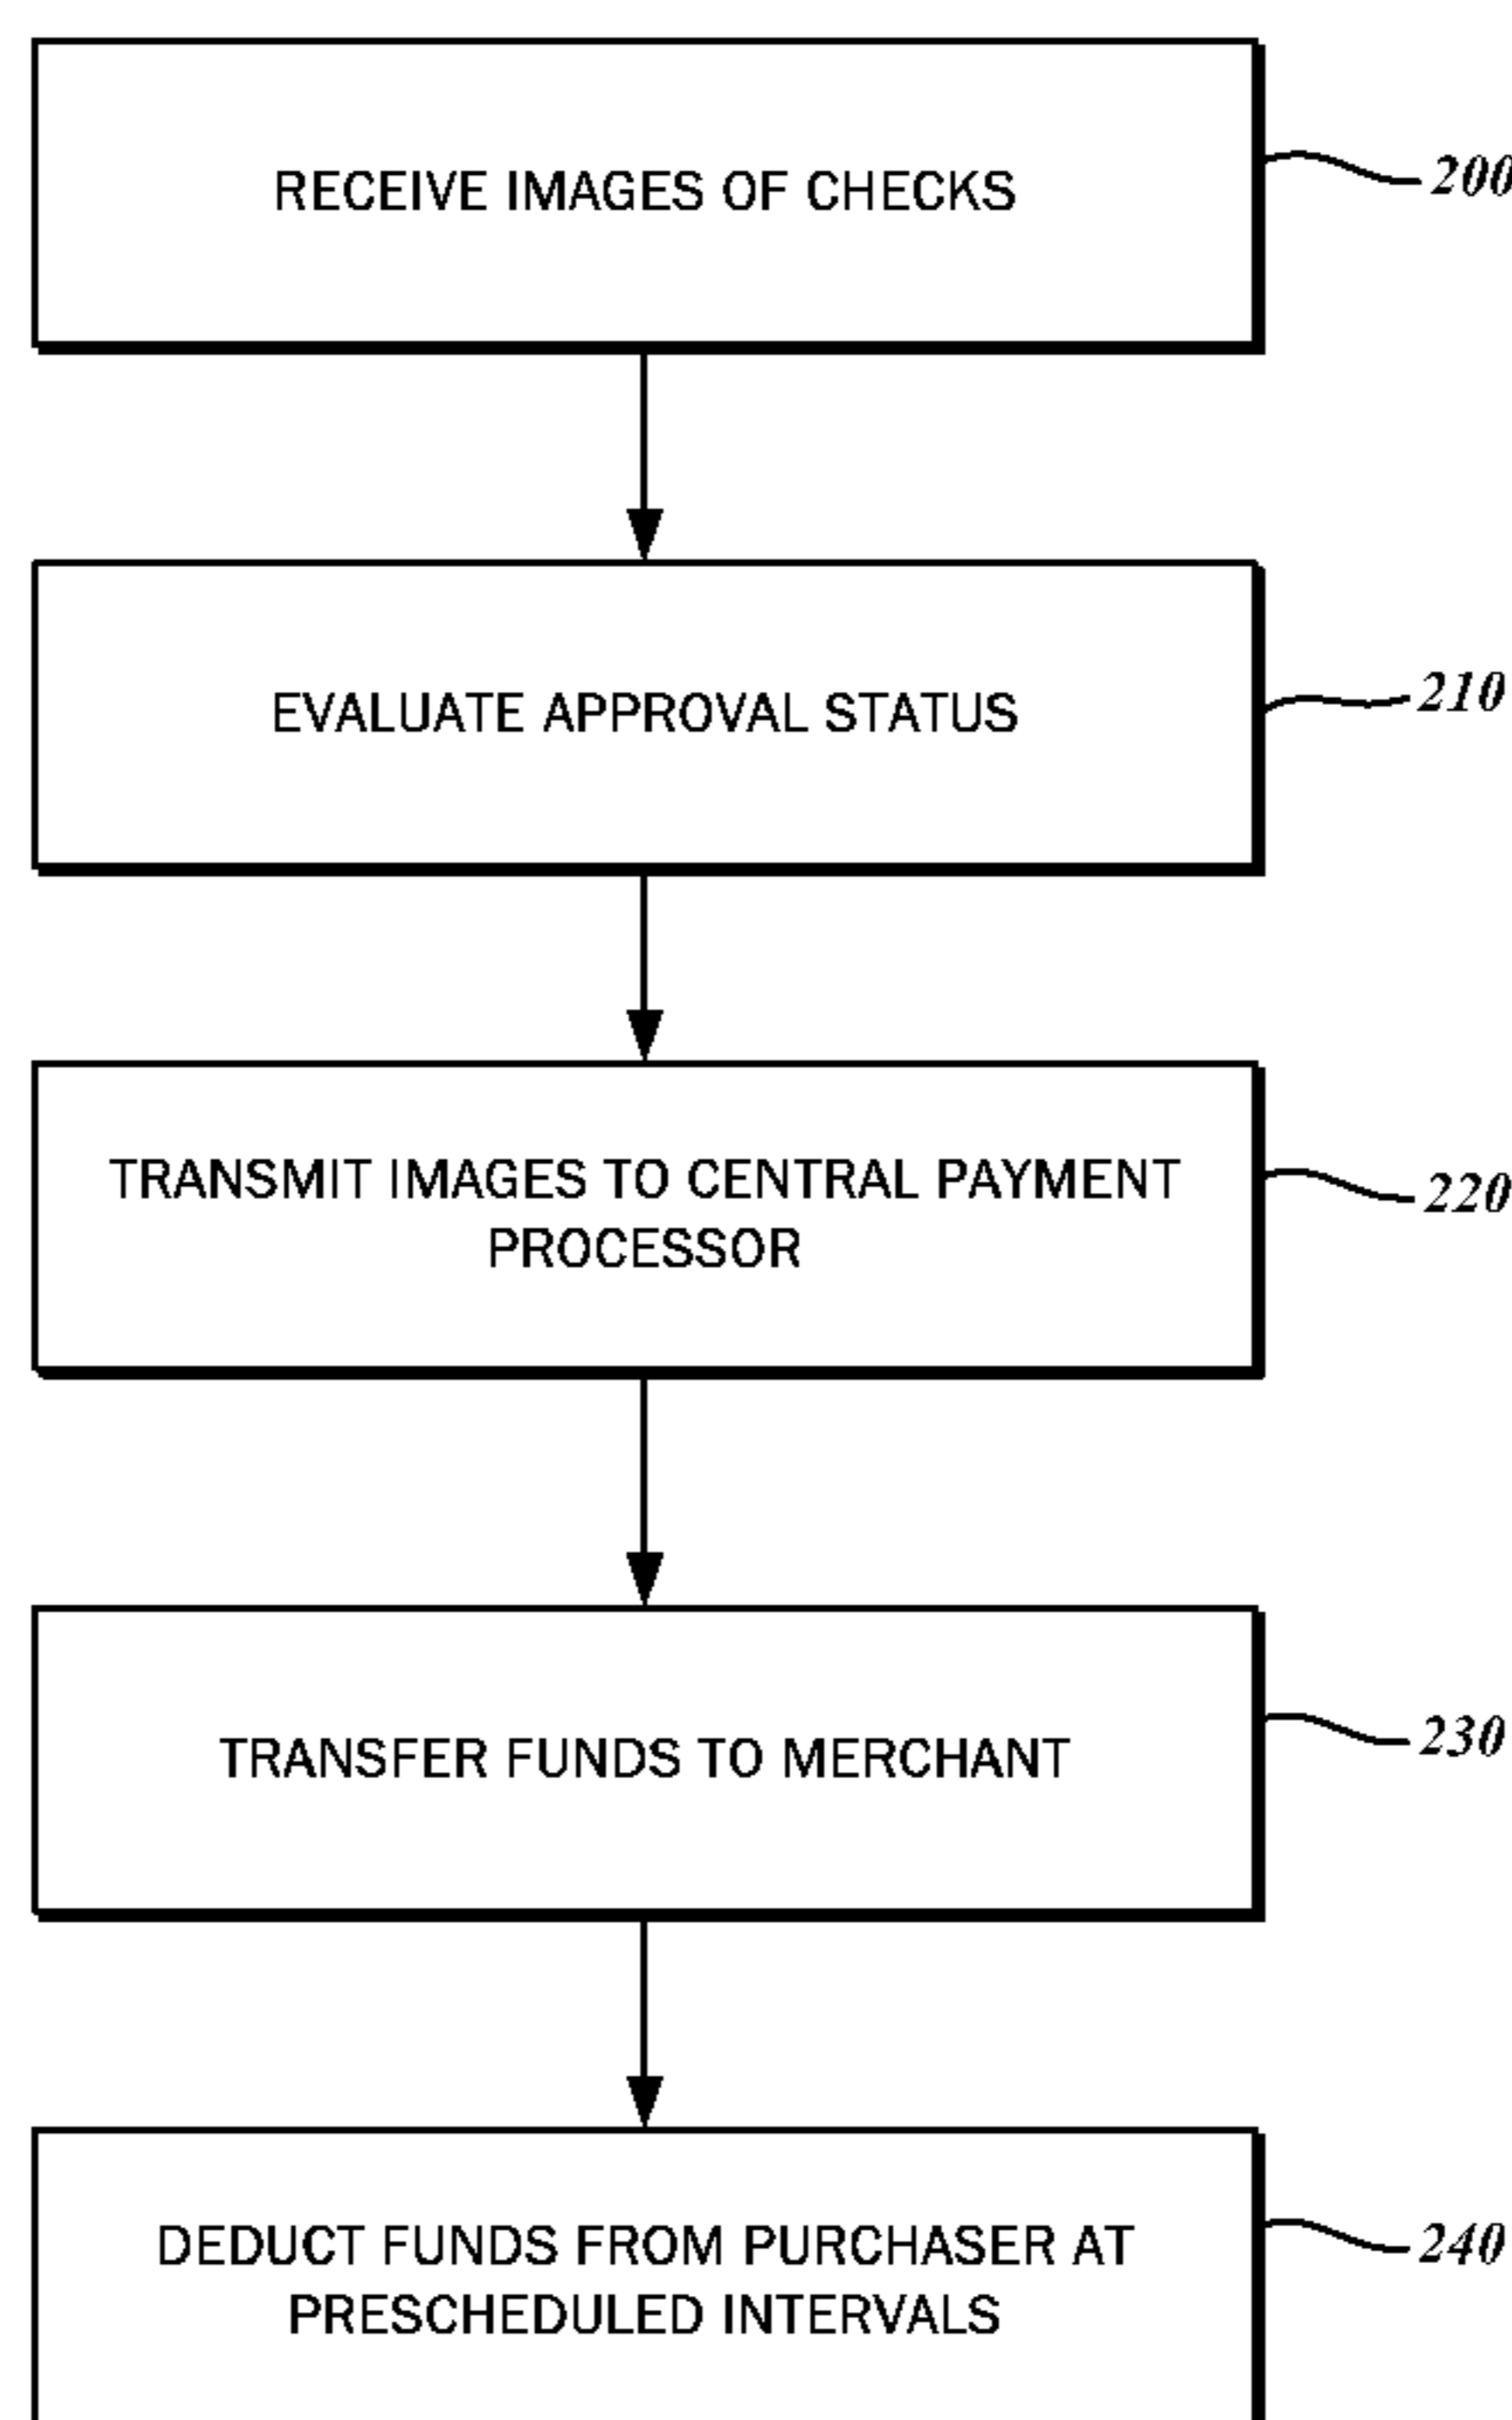 RECEIVE IMAGES OF CHECKS
200
EVALUATE APPROVAL STATUS
210
TRANSMIT IMAGES TO CENTRAL PAYMENT
PROCESSOR
220
TRANSFER FUNDS TO MERCHANT
230
DEDUCT FUNDS FROM PURCHASER AT
PRESCHEDULED INTERVALS
240